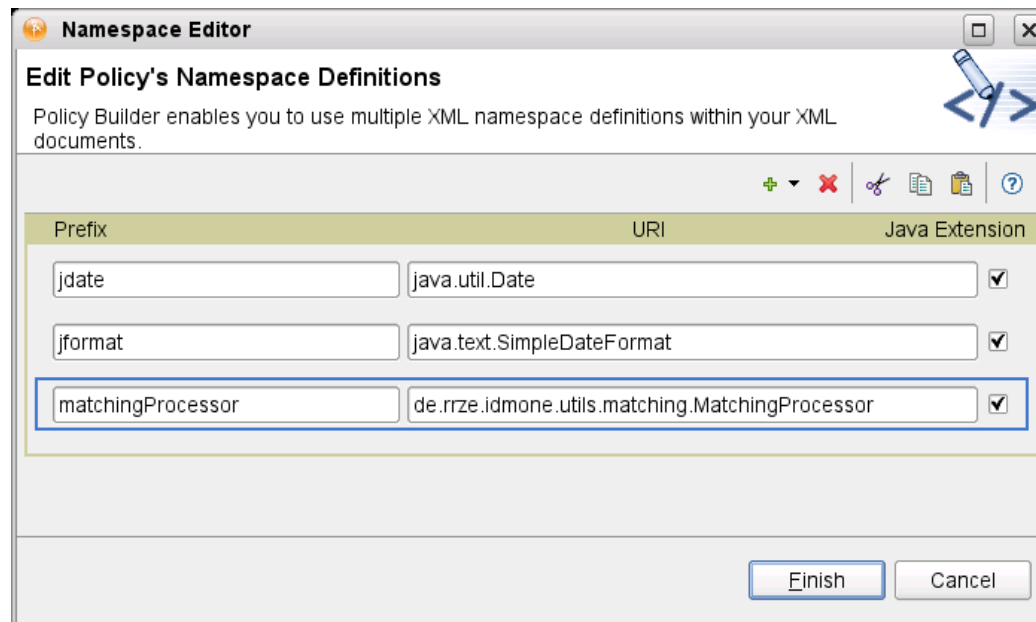 Namespace Editor
Edit Policy's Namespace Definitions
Policy Builder enables you to use multiple XML namespace definitions within your XML
documents.
Prefix URI Java Extension
jdate java.util.Date
jformat java.text.SimpleDateFormat
matchingProcessor de.rrze.idmone.utils.matching.MatchingProcessor
Finish Cancel